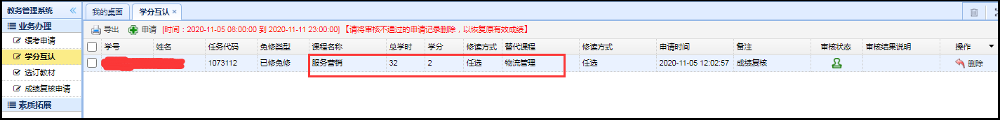 教务管理系统 «
业务办理
缓考申请
学分互认
选订教材
成绩复核申请
素质拓展
我的桌面 学分互认 ×
导出 申请 [时间：2020-11-05 08:00:00 到 2020-11-11 23:00:00]【请将审核不通过的申请记录删除，以恢复原有效成绩】
学号 姓名 任务代码 免修类型 课程名称 总学时 学分 修读方式 替代课程 修读方式 申请时间 备注 审核状态 审核结果说明 操作
1073112 已修免修 服务营销 32 2 任选 物流管理 任选 2020-11-05 12:02:57 成绩复核 删除